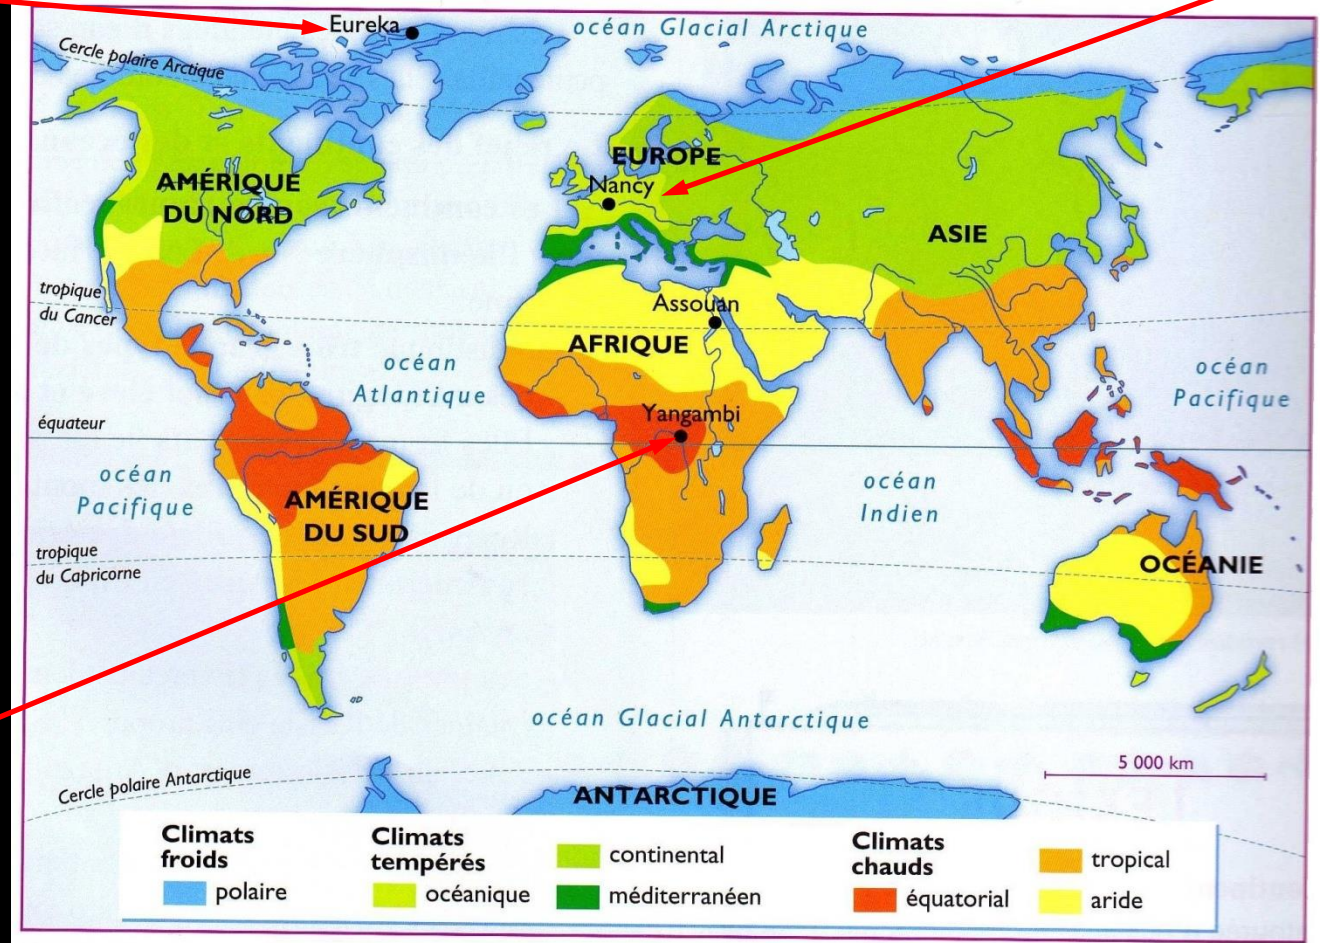 Eureka
océan Glacial Arctique
Cercle polaire Arctique
EUROPE
Nancy
AMÉRIQUE
DU NORD
ASIE
tropique
du Cancer
Assouan
AFRIQUE
océan
Atlantique
océan
Pacifique
Yangambi
équateur
océan
Pacifique
AMÉRIQUE
DU SUD
océan
Indien
tropique
du Capricorne
OCÉANIE
océan Glacial Antarctique
5 000 km
Cercle polaire Antarctique
ANTARCTIQUE
Climats
froids
polaire
Climats
tempérés
océanique
continental
méditerranéen
Climats
chauds
équatorial
tropical
aride